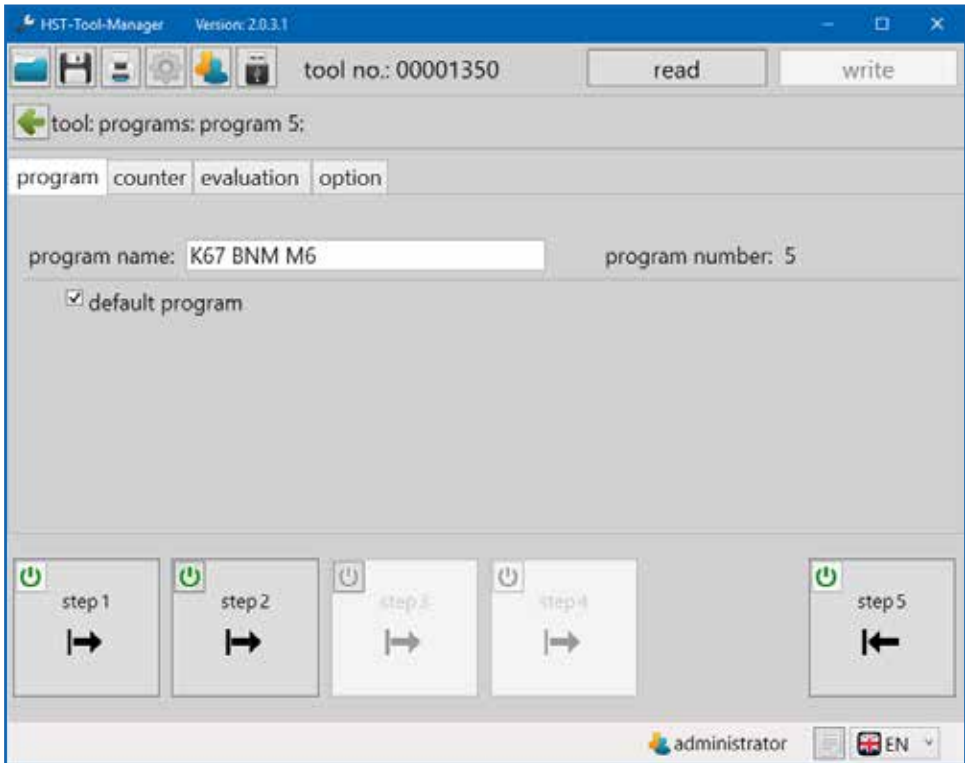 HST-Tool-Manager Version: 2.0.3.1
tool no.: 00001350 read write
tool: programs: program 5:
program counter evaluation option
program name: K67 BNM M6 program number: 5
default program
step 1 step 2 step 3 step 4 step 5
administrator EN